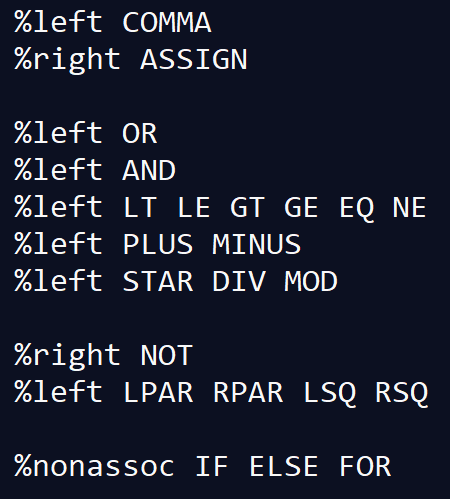 %left COMMA
%right ASSIGN
%left OR
%left AND
%left LT LE GT GE EQ NE
%left PLUS MINUS
%left STAR DIV MOD
%right NOT
%left LPAR RPAR LSQ RSQ
%nonassoc IF ELSE FOR